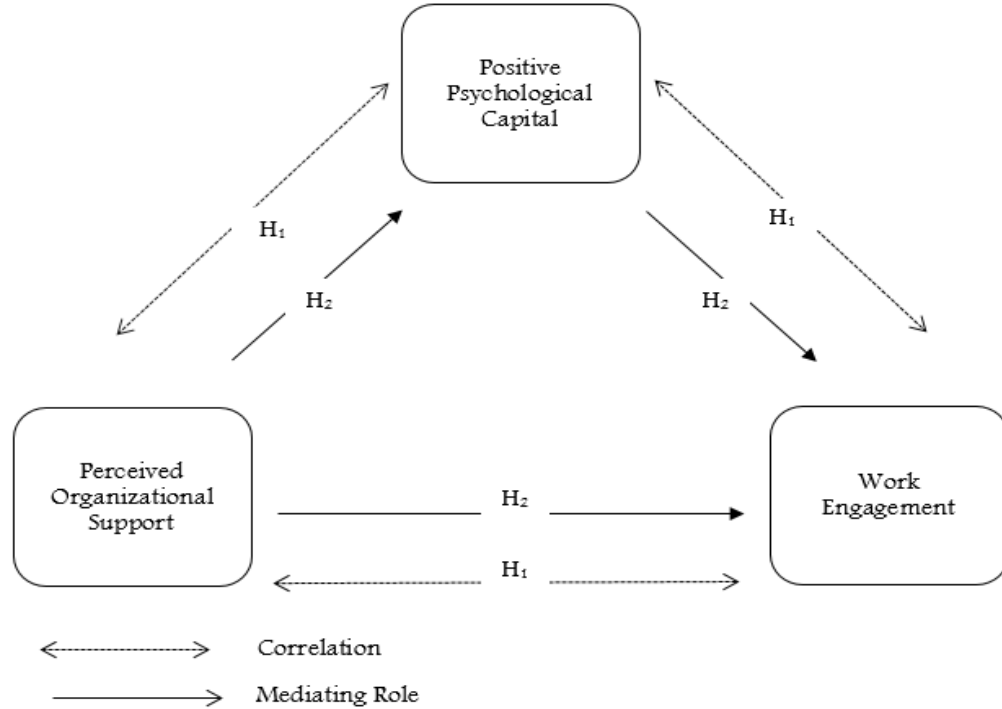 Positive
Psychological
Capital
H₁
H₁
H₂
H₂
Perceived
Organizational
Support
Work
Engagement
H₂
H₁
Correlation
Mediating Role